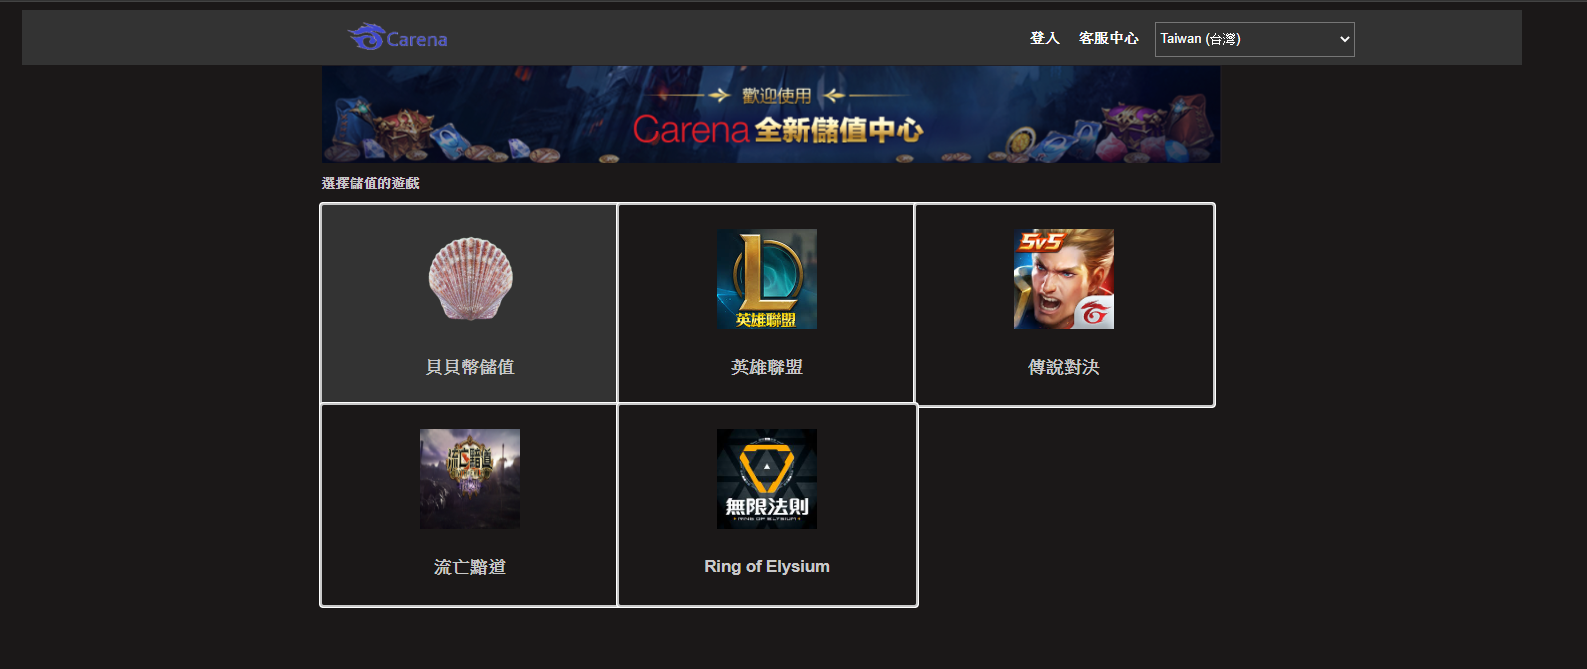 Carena
登入 客服中心 Taiwan (台灣)
歡迎使用
Carena 全新儲值中心
選擇儲值的遊戲
英雄聯盟
5v5
貝貝幣儲值 英雄聯盟 傳說對決
流亡黯道
無限法則
RING OF ELYSIUM
流亡黯道 Ring of Elysium